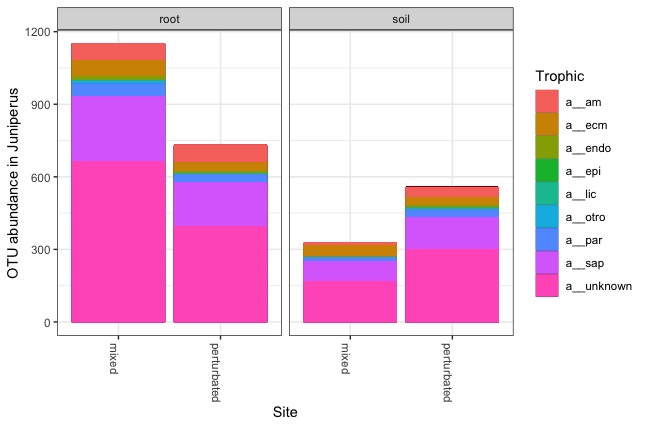 root
soil
OTU abundance in Juniperus
1200
900
600
300
0
mixed
perturbated
mixed
perturbated
Site
Trophic
a__am
a__ecm
a__endo
a__epi
a__lic
a__otro
a__par
a__sap
a__unknown